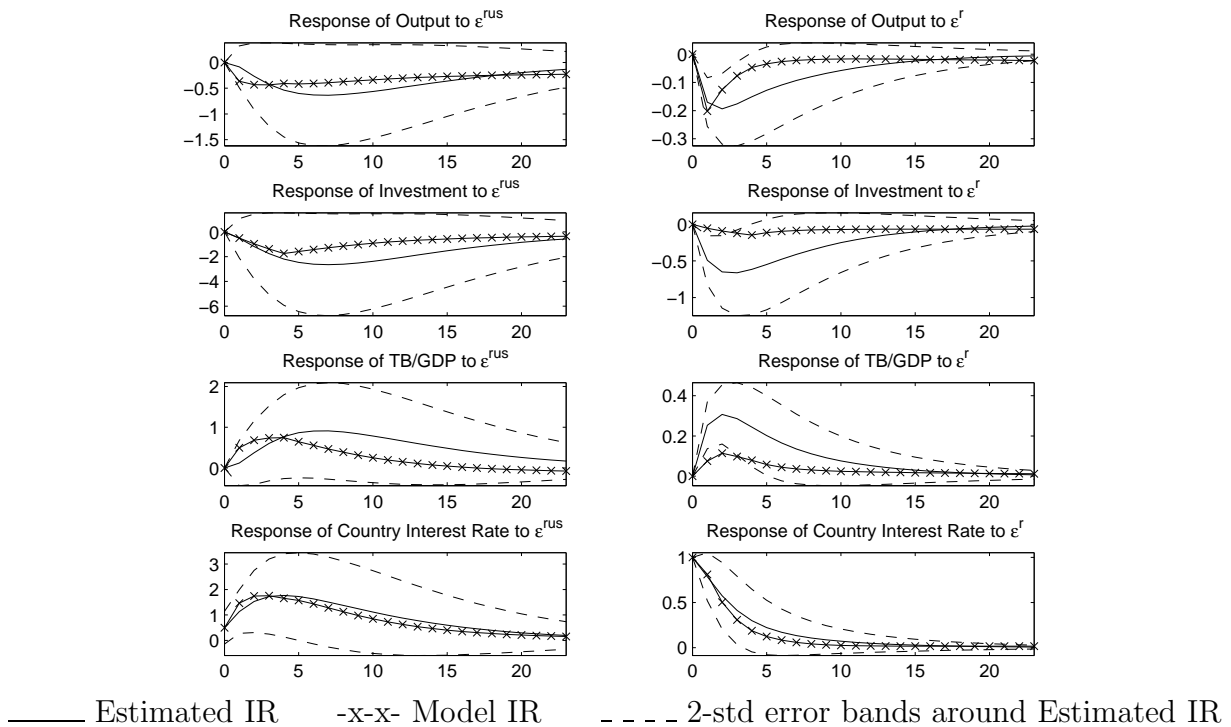 Response of Output to ε^rus
0
−0.5
−1
−1.5
0 5 10 15 20
Response of Output to ε^r
0
−0.1
−0.2
−0.3
0 5 10 15 20
Response of Investment to ε^rus
0
−2
−4
−6
0 5 10 15 20
Response of Investment to ε^r
0
−0.5
−1
0 5 10 15 20
Response of TB/GDP to ε^rus
2
1
0
0 5 10 15 20
Response of TB/GDP to ε^r
0.4
0.2
0
0 5 10 15 20
Response of Country Interest Rate to ε^rus
3
2
1
0
0 5 10 15 20
Response of Country Interest Rate to ε^r
1
0.5
0
0 5 10 15 20
Estimated IR -x-x- Model IR 2-std error bands around Estimated IR